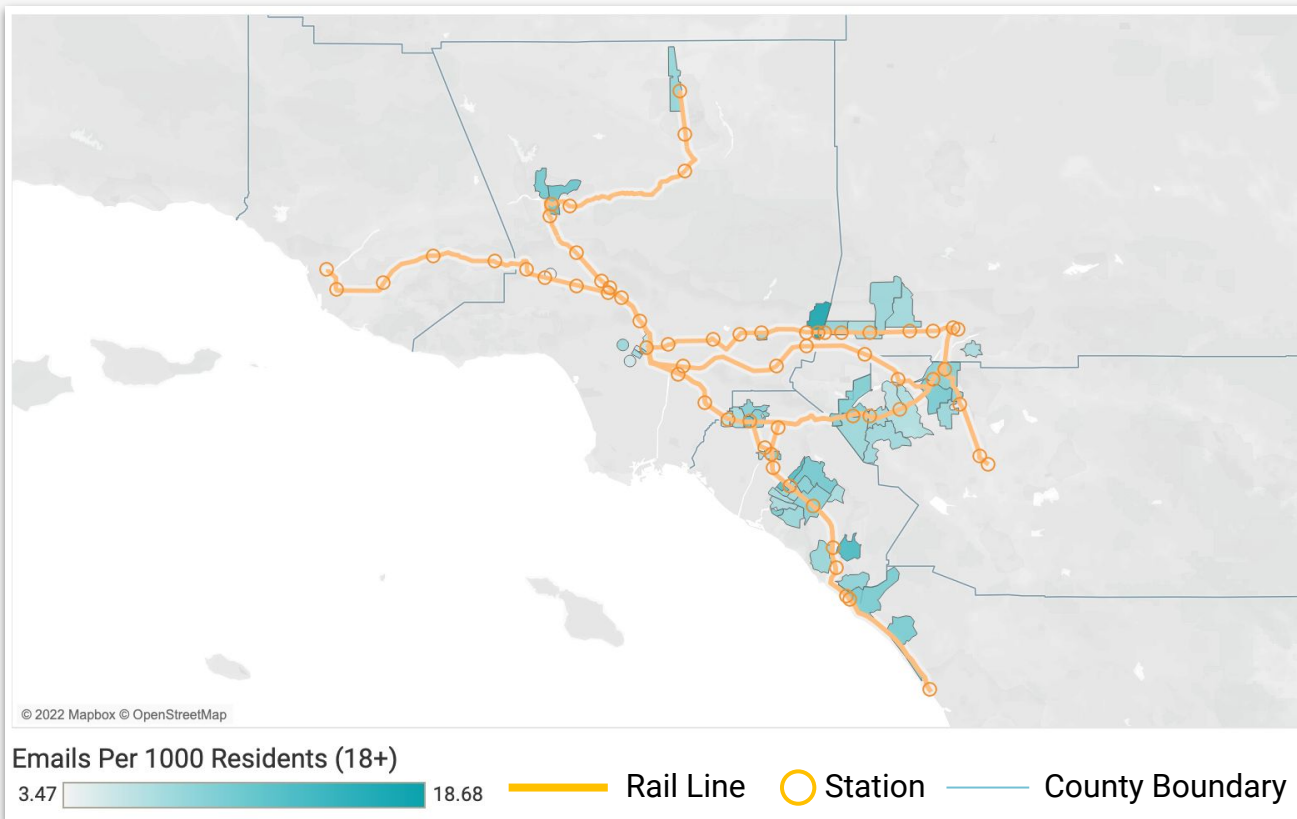 © 2022 Mapbox © OpenStreetMap
Emails Per 1000 Residents (18+)
3.47 18.68 Rail Line Station County Boundary